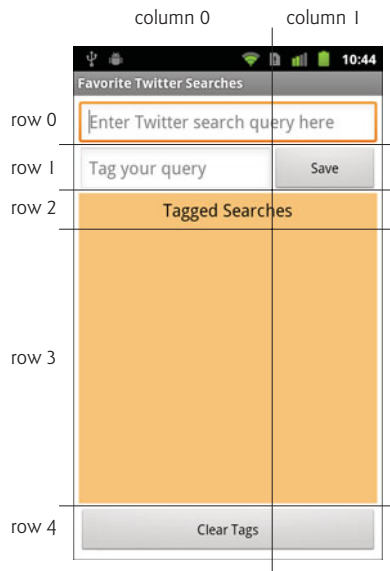 column 0 column 1
10:44
Favorite Twitter Searches
row 0 Enter Twitter search query here
row 1 Tag your query Save
row 2 Tagged Searches
row 3
row 4 Clear Tags